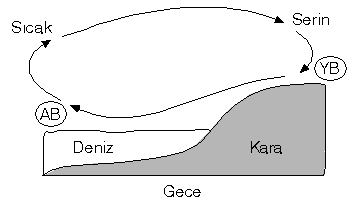 Sıcak
Serin
YB
AB
Deniz
Kara
Gece